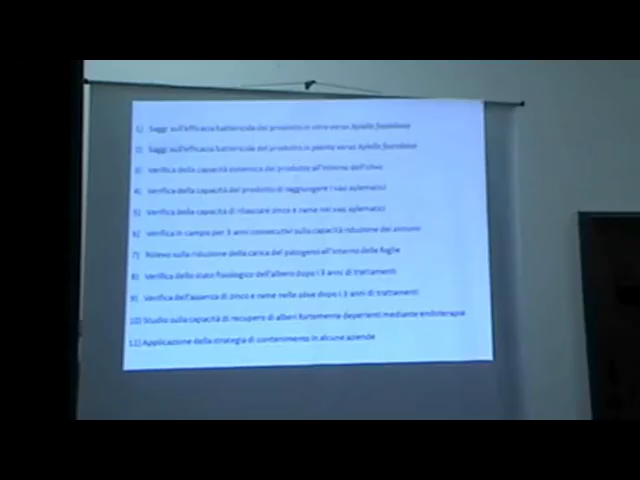 1) Saggi sull'efficacia battericida del prodotto in vitro verso Xylella fastidiosa
2) Saggi sull'efficacia battericida del prodotto in pianta verso Xylella fastidiosa
3) Verifica della capacità sistemica del prodotto all'interno dell'olivo
4) Verifica della capacità del prodotto di raggiungere i vasi xylematici
5) Verifica della capacità di rilasciare zinco e rame nei vasi xylematici
6) Verifica in campo per 3 anni consecutivi sulla capacità riduzione dei sintomi
7) Rilievo sulla riduzione della carica del patogeno all'interno delle foglie
8) Verifica dello stato fisiologico dell'albero dopo i 3 anni di trattamenti
9) Verifica dell'assenza di zinco e rame nelle olive dopo i 3 anni di trattamenti
10) Studio sulla capacità di recupero di alberi fortemente deperienti mediante endoterapia
11) Applicazione della strategia di contenimento in alcune aziende